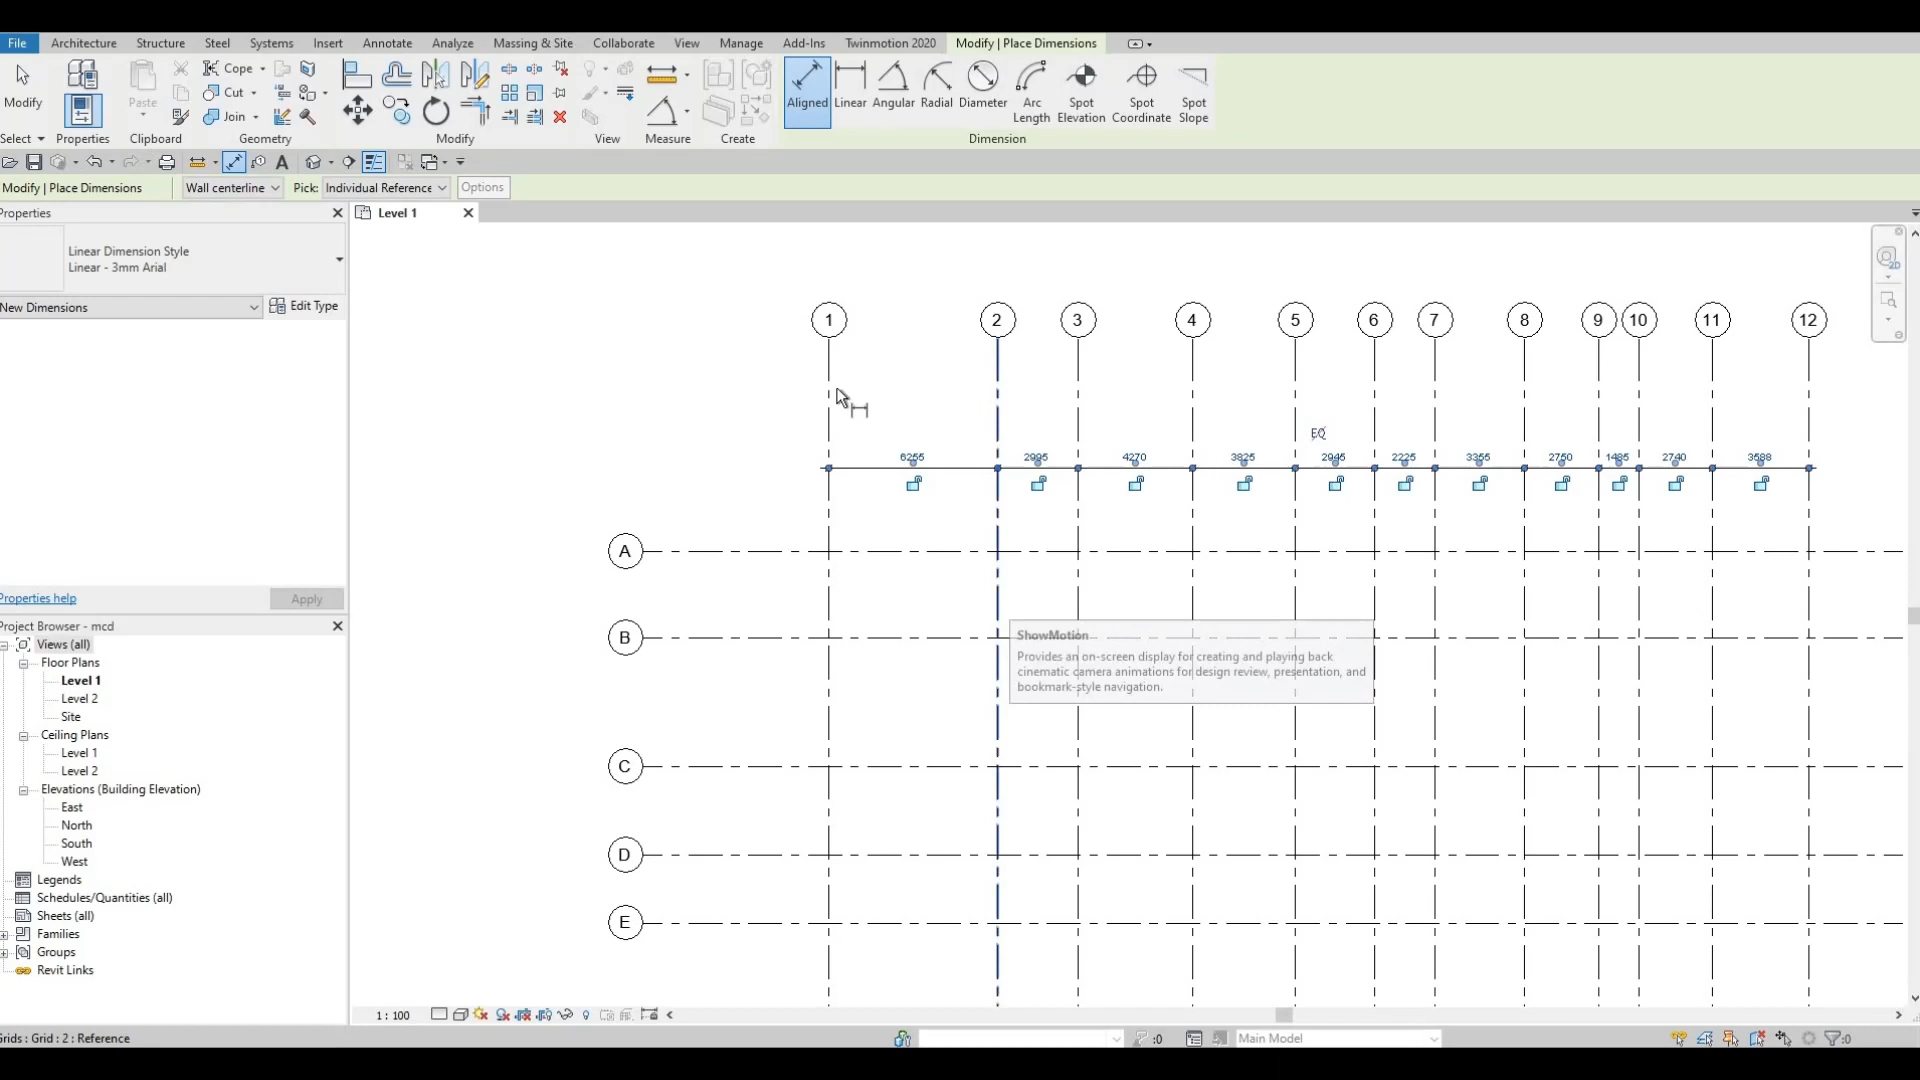 File Architecture Structure Steel Systems Insert Annotate Analyze Massing & Site Collaborate View Manage Add-Ins Twinmotion 2020 Modify | Place Dimensions
Modify Paste Cope Cut Join Aligned Linear Angular Radial Diameter Arc Length Spot Elevation Spot Coordinate Spot Slope
Select Properties Clipboard Geometry Modify View Measure Create Dimension
Modify | Place Dimensions Wall centerline Pick: Individual Reference Options
Properties Level 1
Linear Dimension Style
Linear - 3mm Arial
New Dimensions Edit Type
2D
1 2 3 4 5 6 7 8 9 10 11 12
EQ
6255 2995 4270 3825 2945 2225 3355 2750 1485 2740 3588
A
B
C
D
E
ShowMotion
Provides an on-screen display for creating and playing back
cinematic camera animations for design review, presentation, and
bookmark-style navigation.
Properties help Apply
Project Browser - mcd
Views (all)
Floor Plans
Level 1
Level 2
Site
Ceiling Plans
Level 1
Level 2
Elevations (Building Elevation)
East
North
South
West
Legends
Schedules/Quantities (all)
Sheets (all)
Families
Groups
Revit Links
1 : 100
Grids : Grid : 2 : Reference :0 Main Model :0